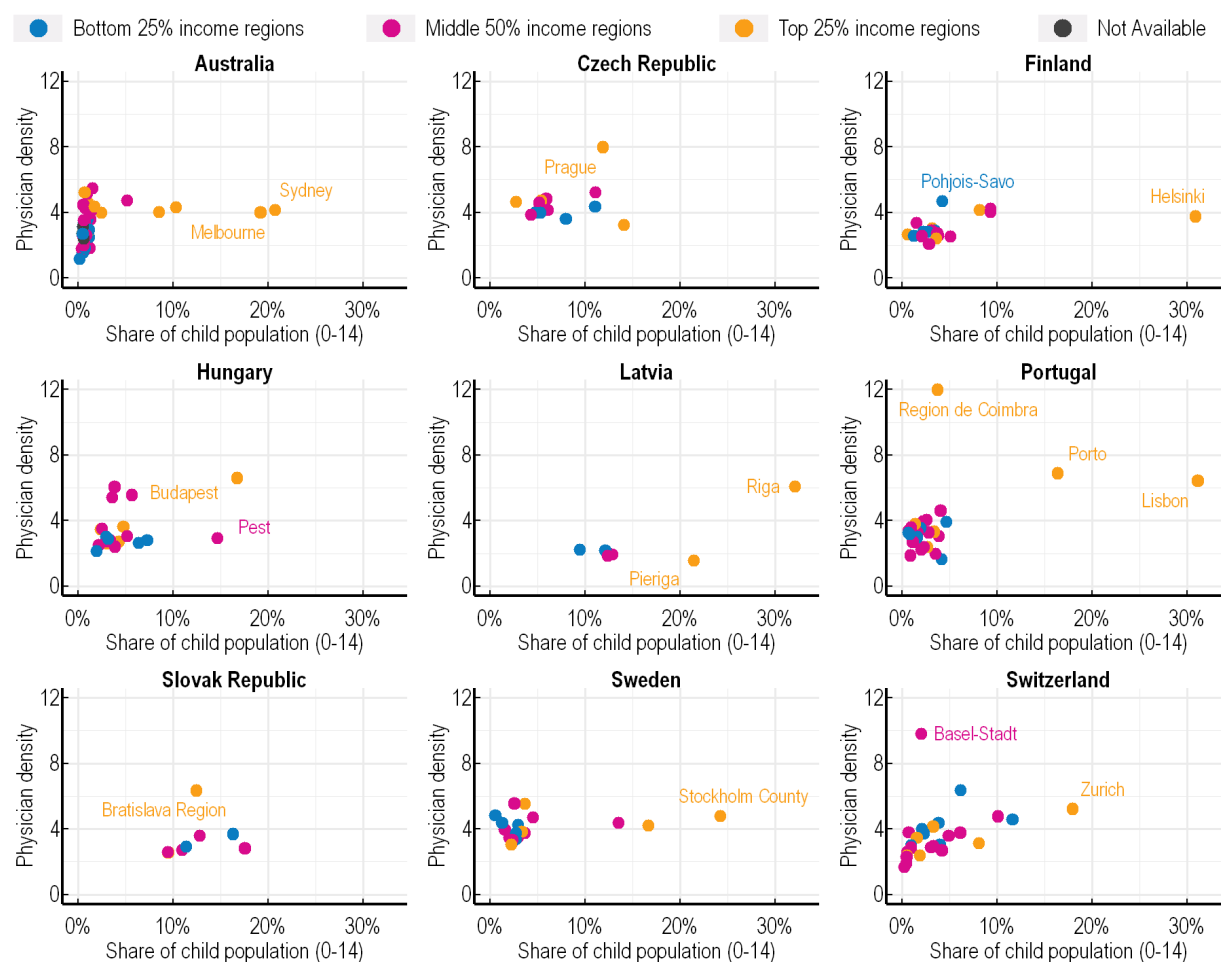 Bottom 25% income regions Middle 50% income regions Top 25% income regions Not Available
Australia Czech Republic Finland
Physician density
12
8
4
0
Sydney
Melbourne
0% 10% 20% 30%
Share of child population (0-14)
Physician density
12
8
4
0
Prague
0% 10% 20% 30%
Share of child population (0-14)
Physician density
12
8
4
0
Pohjois-Savo
Helsinki
0% 10% 20% 30%
Share of child population (0-14)
Hungary Latvia Portugal
Physician density
12
8
4
0
Budapest
Pest
0% 10% 20% 30%
Share of child population (0-14)
Physician density
12
8
4
0
Riga
Pieriga
0% 10% 20% 30%
Share of child population (0-14)
Physician density
12
8
4
0
Region de Coimbra
Porto
Lisbon
0% 10% 20% 30%
Share of child population (0-14)
Slovak Republic Sweden Switzerland
Physician density
12
8
4
0
Bratislava Region
0% 10% 20% 30%
Share of child population (0-14)
Physician density
12
8
4
0
Stockholm County
0% 10% 20% 30%
Share of child population (0-14)
Physician density
12
8
4
0
Basel-Stadt
Zurich
0% 10% 20% 30%
Share of child population (0-14)